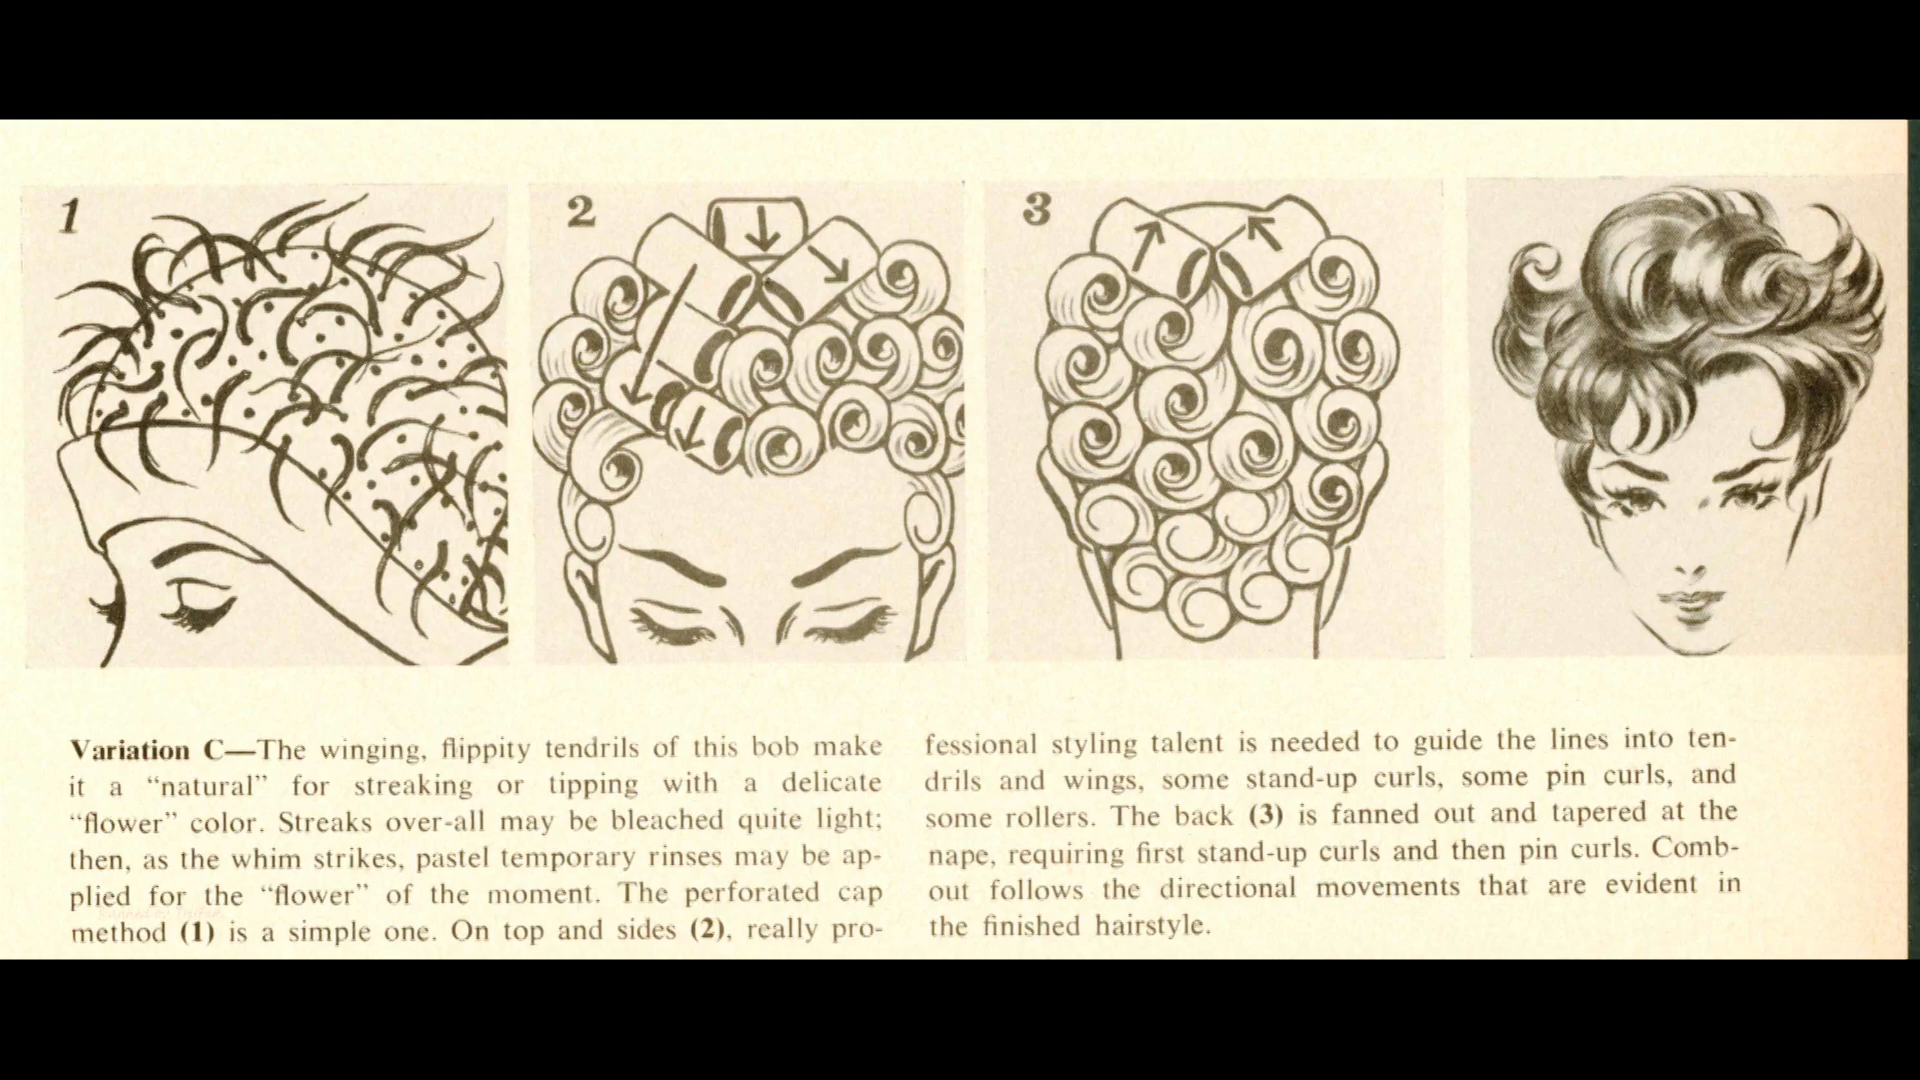 1
2
3
Variation C—The winging, flippity tendrils of this bob make
it a “natural” for streaking or tipping with a delicate
“flower” color. Streaks over-all may be bleached quite light;
then, as the whim strikes, pastel temporary rinses may be ap-
plied for the “flower” of the moment. The perforated cap
method (1) is a simple one. On top and sides (2), really pro-
fessional styling talent is needed to guide the lines into ten-
drils and wings, some stand-up curls, some pin curls, and
some rollers. The back (3) is fanned out and tapered at the
nape, requiring first stand-up curls and then pin curls. Comb-
out follows the directional movements that are evident in
the finished hairstyle.